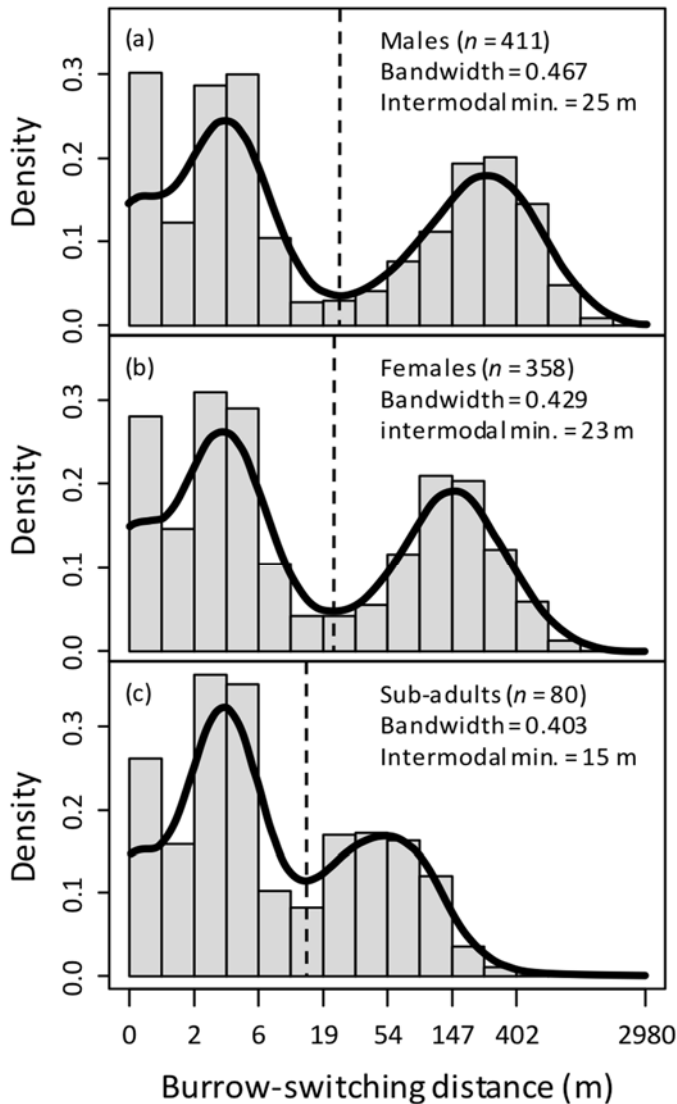 (a)
Males (n = 411)
Bandwidth = 0.467
Intermodal min. = 25 m
Density
0.3
0.2
0.1
0.0
(b)
Females (n = 358)
Bandwidth = 0.429
intermodal min. = 23 m
Density
0.3
0.2
0.1
0.0
(c)
Sub-adults (n = 80)
Bandwidth = 0.403
Intermodal min. = 15 m
Density
0.3
0.2
0.1
0.0
0 2 6 19 54 147 402 2980
Burrow-switching distance (m)